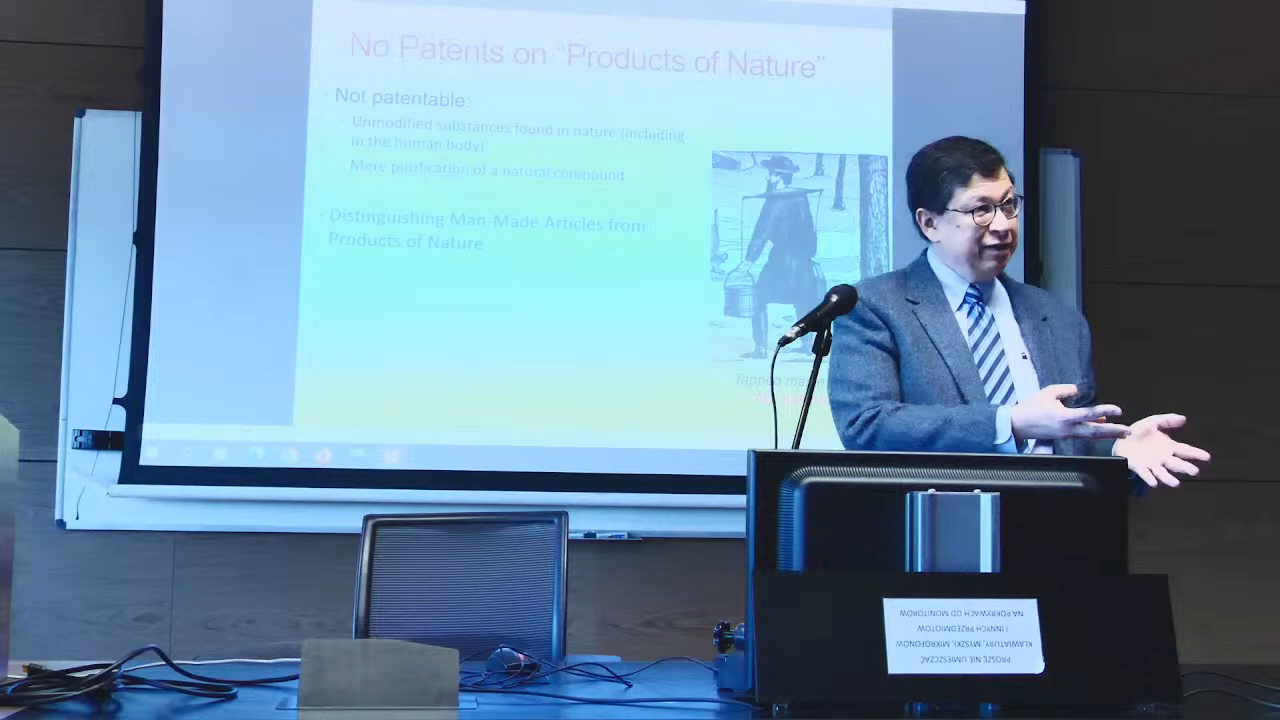 No Patents on “Products of Nature”
Not patentable:
Unmodified substances found in nature (including
in the human body)
Mere purification of a natural compound
Distinguishing Man-Made Articles from
Products of Nature
Tapped
PROSZĘ NIE UMIESZCZAĆ
KLAWIATURY, MYSZKI, MIKROFONÓW
I INNYCH PRZEDMIOTÓW
NA POKRYWACH OD MONITORÓW